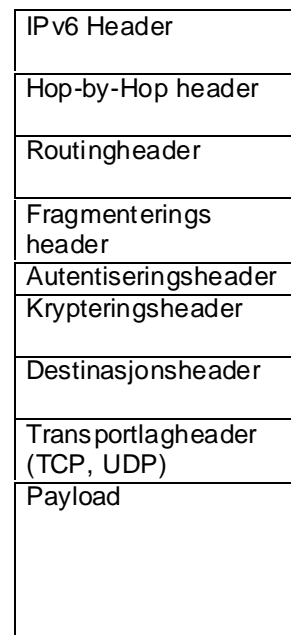 IPv6 Header
Hop-by-Hop header
Routingheader
Fragmenterings
header
Autentiseringsheader
Krypteringsheader
Destinasjonsheader
Transportlagheader
(TCP, UDP)
Payload